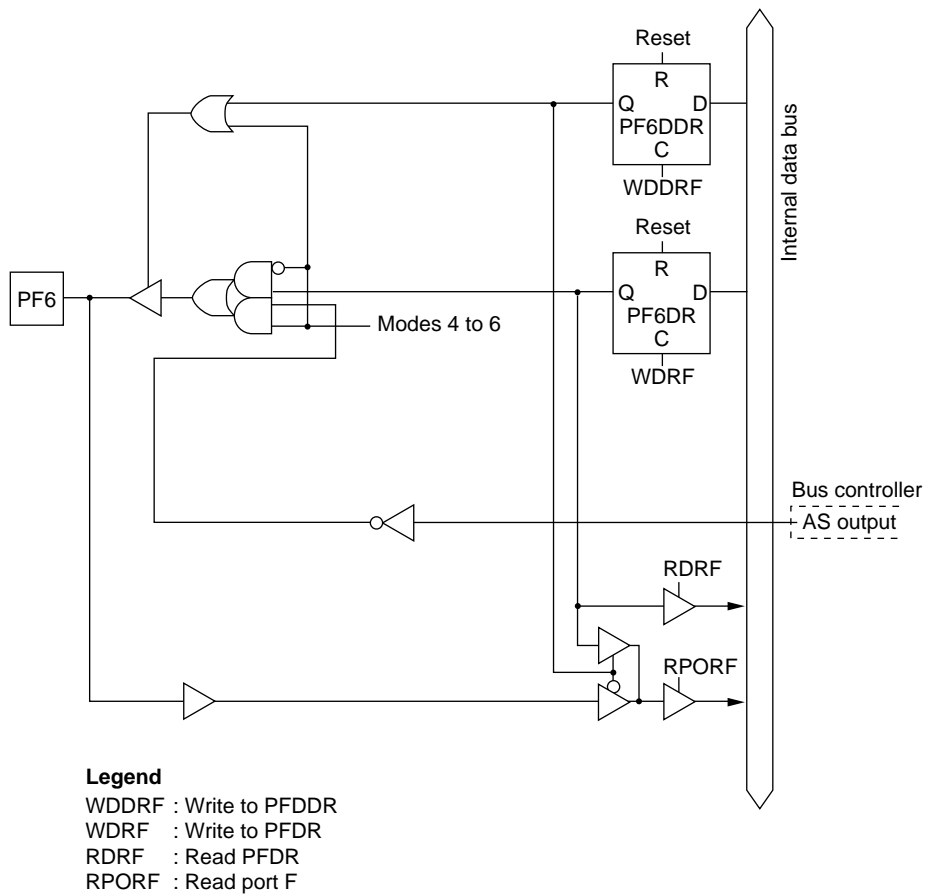 Reset
R
Q D
PF6DDR
C
WDDRF
Internal data bus
Reset
R
Q D
PF6DR
C
WDRF
PF6
Modes 4 to 6
Bus controller
AS output
RDRF
RPORF
Legend
WDDRF : Write to PFDDR
WDRF : Write to PFDR
RDRF : Read PFDR
RPORF : Read port F